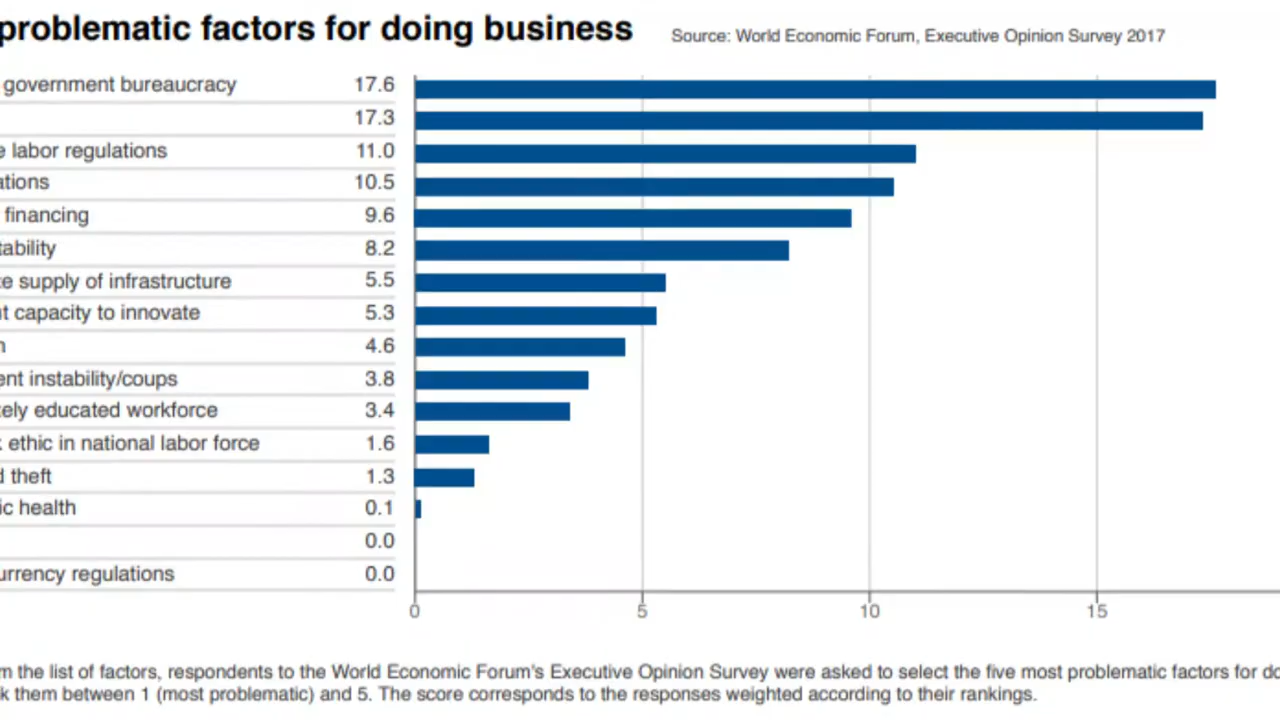 problematic factors for doing business Source: World Economic Forum, Executive Opinion Survey 2017
government bureaucracy 17.6
17.3
e labor regulations 11.0
ations 10.5
financing 9.6
tability 8.2
te supply of infrastructure 5.5
t capacity to innovate 5.3
n 4.6
ent instability/coups 3.8
tely educated workforce 3.4
k ethic in national labor force 1.6
d theft 1.3
ic health 0.1
0.0
urrency regulations 0.0
0 5 10 15
m the list of factors, respondents to the World Economic Forum's Executive Opinion Survey were asked to select the five most problematic factors for do
k them between 1 (most problematic) and 5. The score corresponds to the responses weighted according to their rankings.